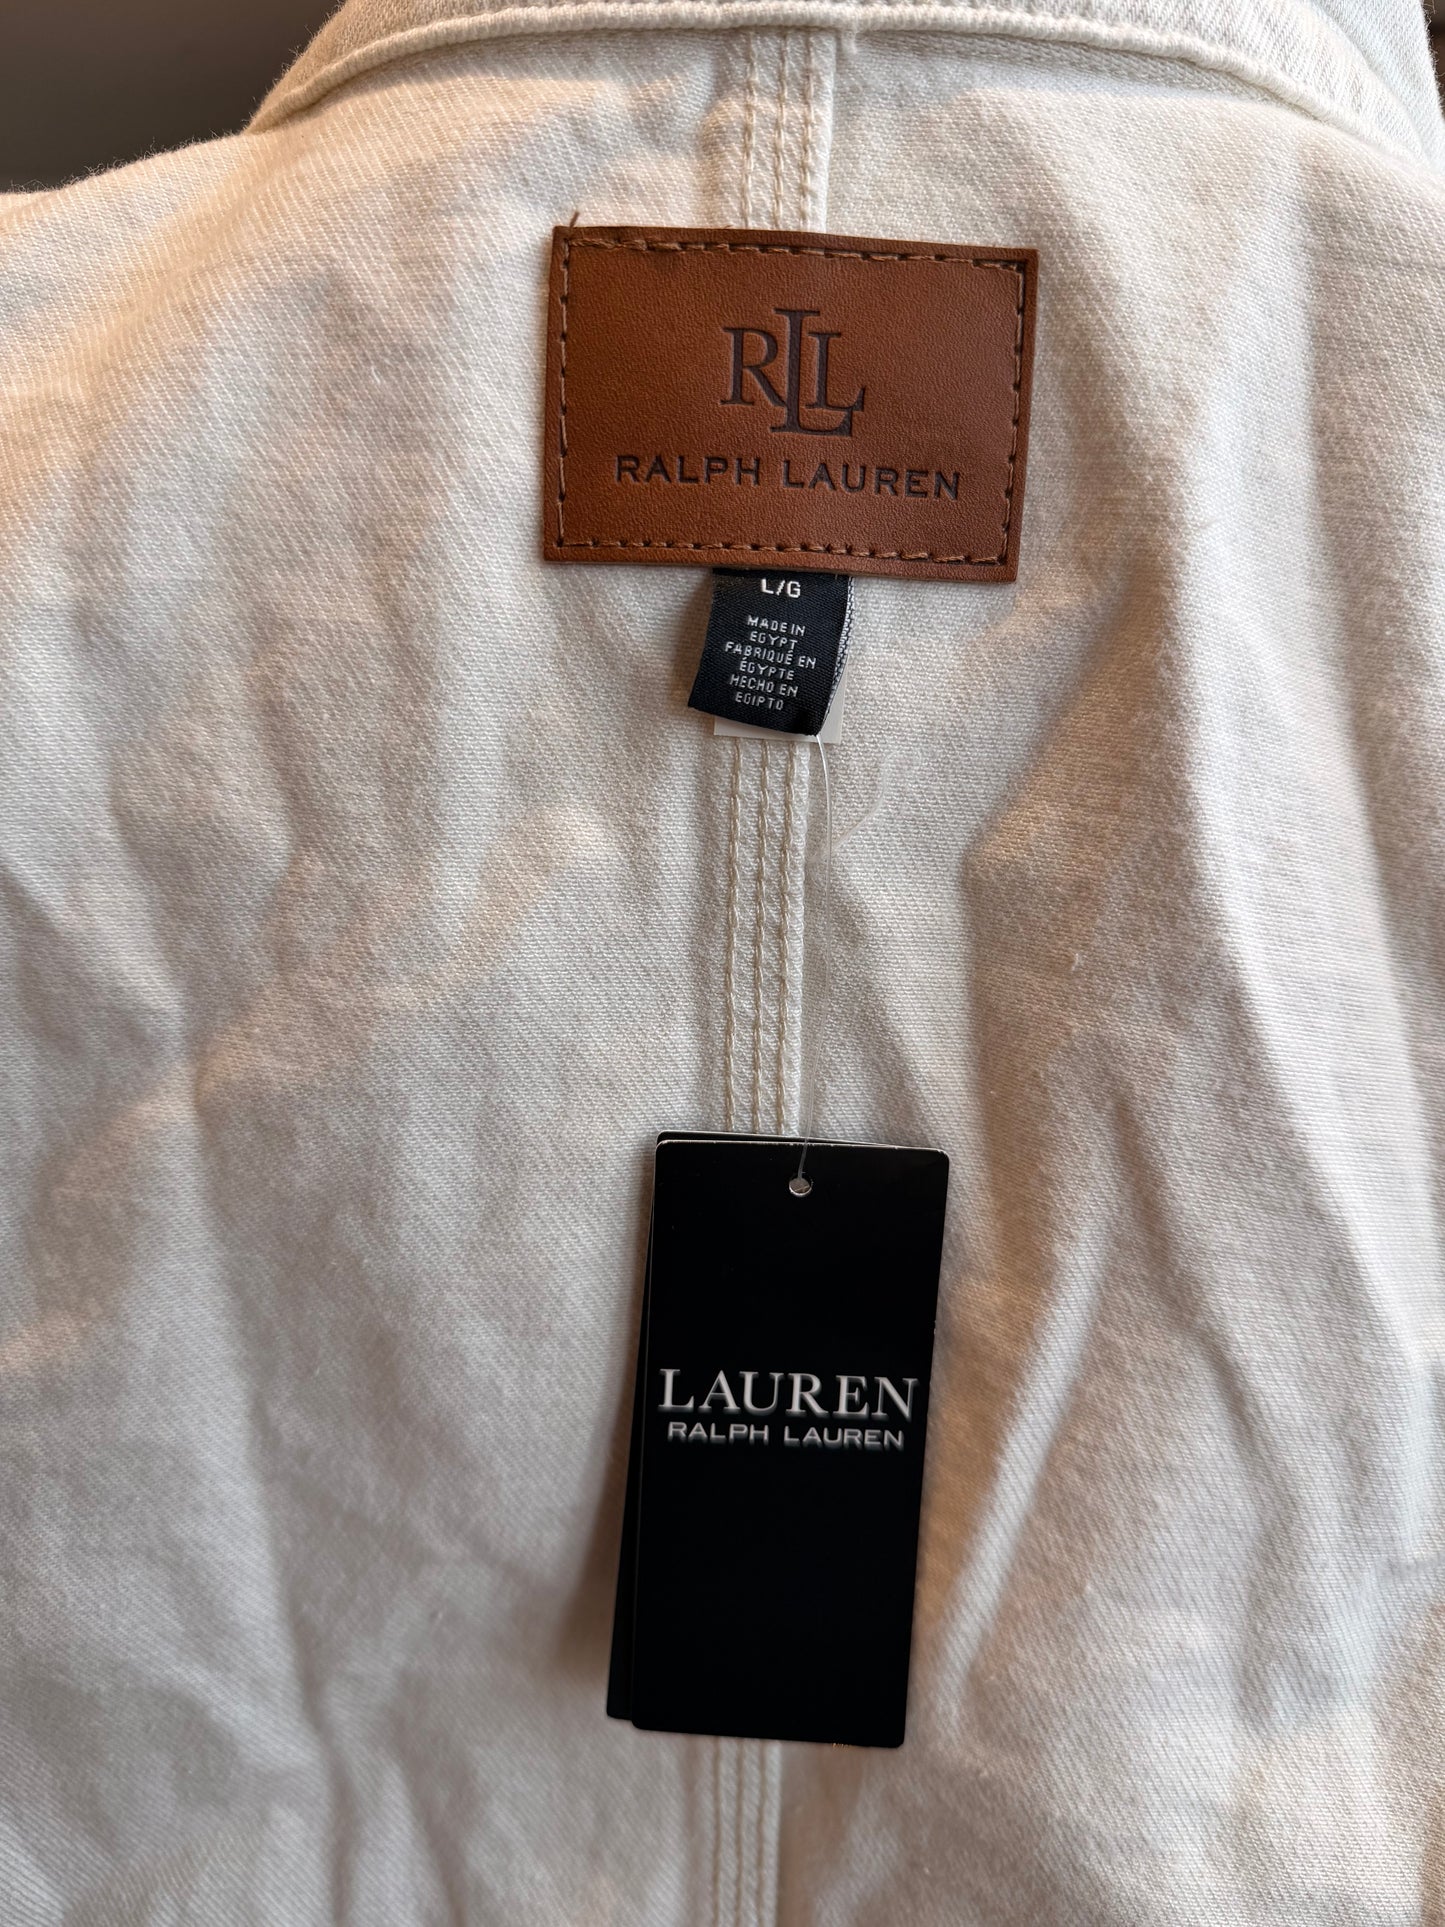 RLL
RALPH LAUREN
L/G
MADE IN
EGYPT
FABRIQUÉ EN
ÉGYPTE
HECHO EN
EGIPTO
LAUREN
RALPH LAUREN